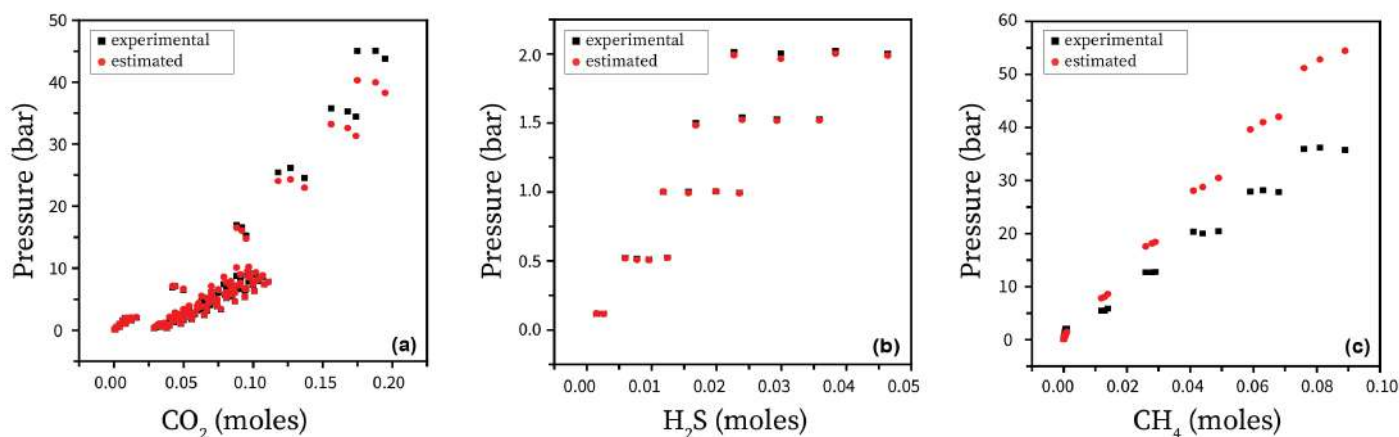 50
40
30
20
10
0
Pressure (bar)
experimental
estimated
(a)
0.00 0.05 0.10 0.15 0.20
CO₂ (moles)
2.0
1.5
1.0
0.5
0.0
Pressure (bar)
experimental
estimated
(b)
0.00 0.01 0.02 0.03 0.04 0.05
H₂S (moles)
60
50
40
30
20
10
0
Pressure (bar)
experimental
estimated
(c)
0.00 0.02 0.04 0.06 0.08 0.10
CH₄ (moles)